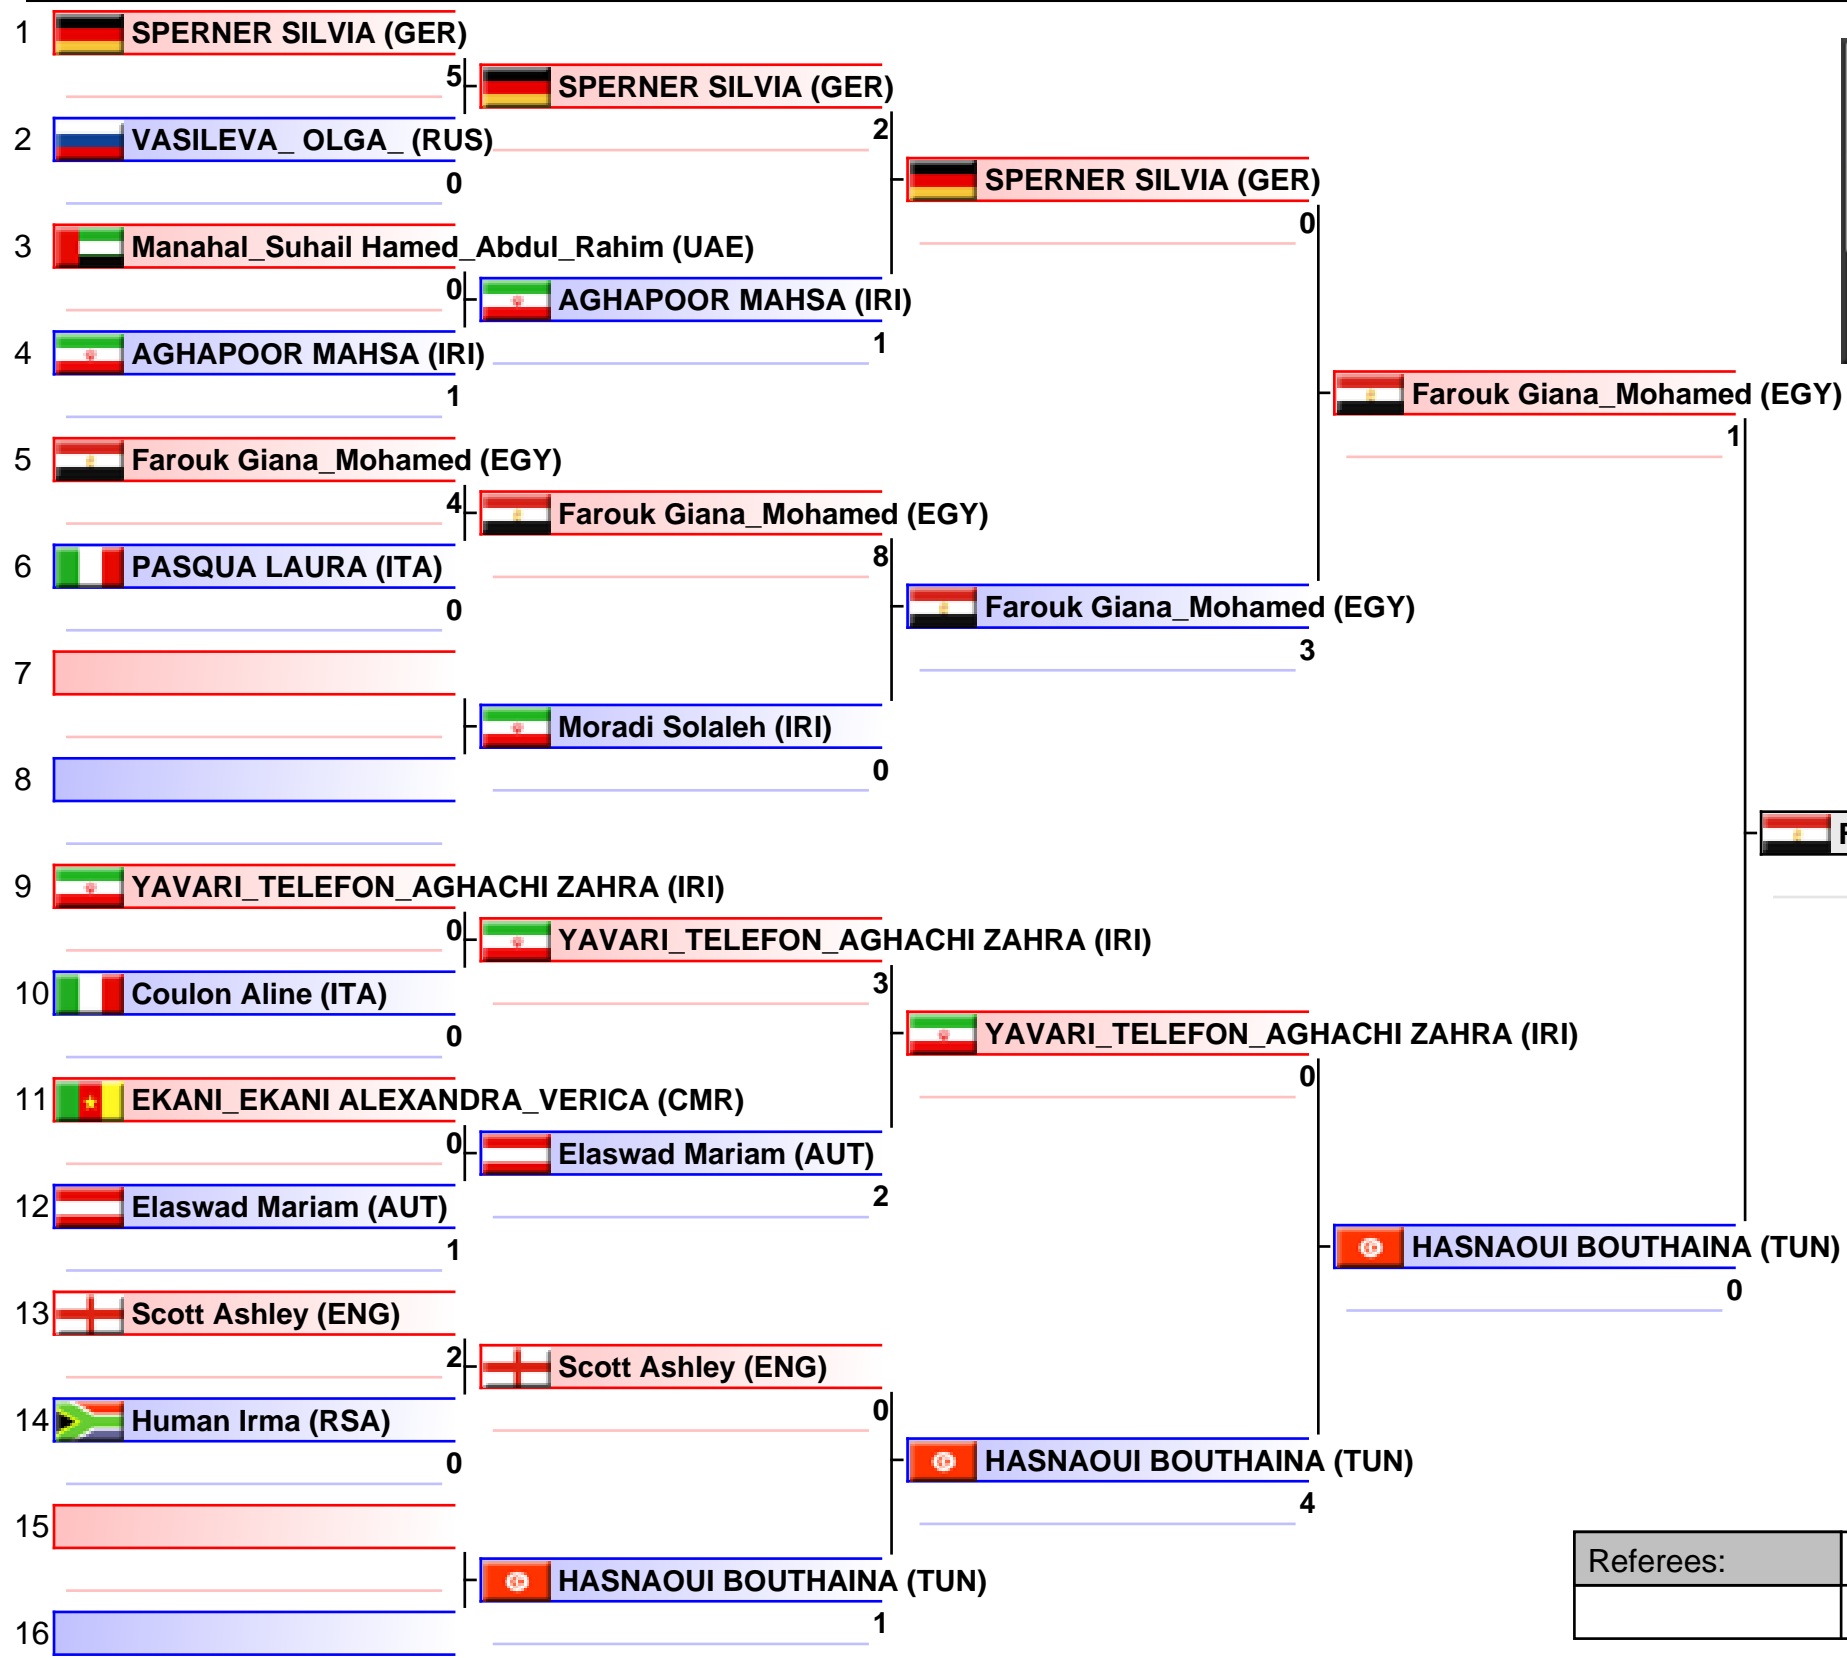 1 SPERNER SILVIA (GER)
5
SPERNER SILVIA (GER)
2
2 VASILEVA_ OLGA_ (RUS)
0
SPERNER SILVIA (GER)
0
3 Manahal_Suhail Hamed_Abdul_Rahim (UAE)
0
AGHAPOOR MAHSA (IRI)
1
4 AGHAPOOR MAHSA (IRI)
1
Farouk Giana_Mohamed (EGY)
1
5 Farouk Giana_Mohamed (EGY)
4
Farouk Giana_Mohamed (EGY)
8
6 PASQUA LAURA (ITA)
0
Farouk Giana_Mohamed (EGY)
3
7
Moradi Solaleh (IRI)
0
8
9 YAVARI_TELEFON_AGHACHI ZAHRA (IRI)
0
YAVARI_TELEFON_AGHACHI ZAHRA (IRI)
3
10 Coulon Aline (ITA)
0
YAVARI_TELEFON_AGHACHI ZAHRA (IRI)
0
11 EKANI_EKANI ALEXANDRA_VERICA (CMR)
0
Elaswad Mariam (AUT)
2
12 Elaswad Mariam (AUT)
1
HASNAOUI BOUTHAINA (TUN)
0
13 Scott Ashley (ENG)
2
Scott Ashley (ENG)
0
14 Human Irma (RSA)
0
HASNAOUI BOUTHAINA (TUN)
4
15
HASNAOUI BOUTHAINA (TUN)
1
16
Referees: